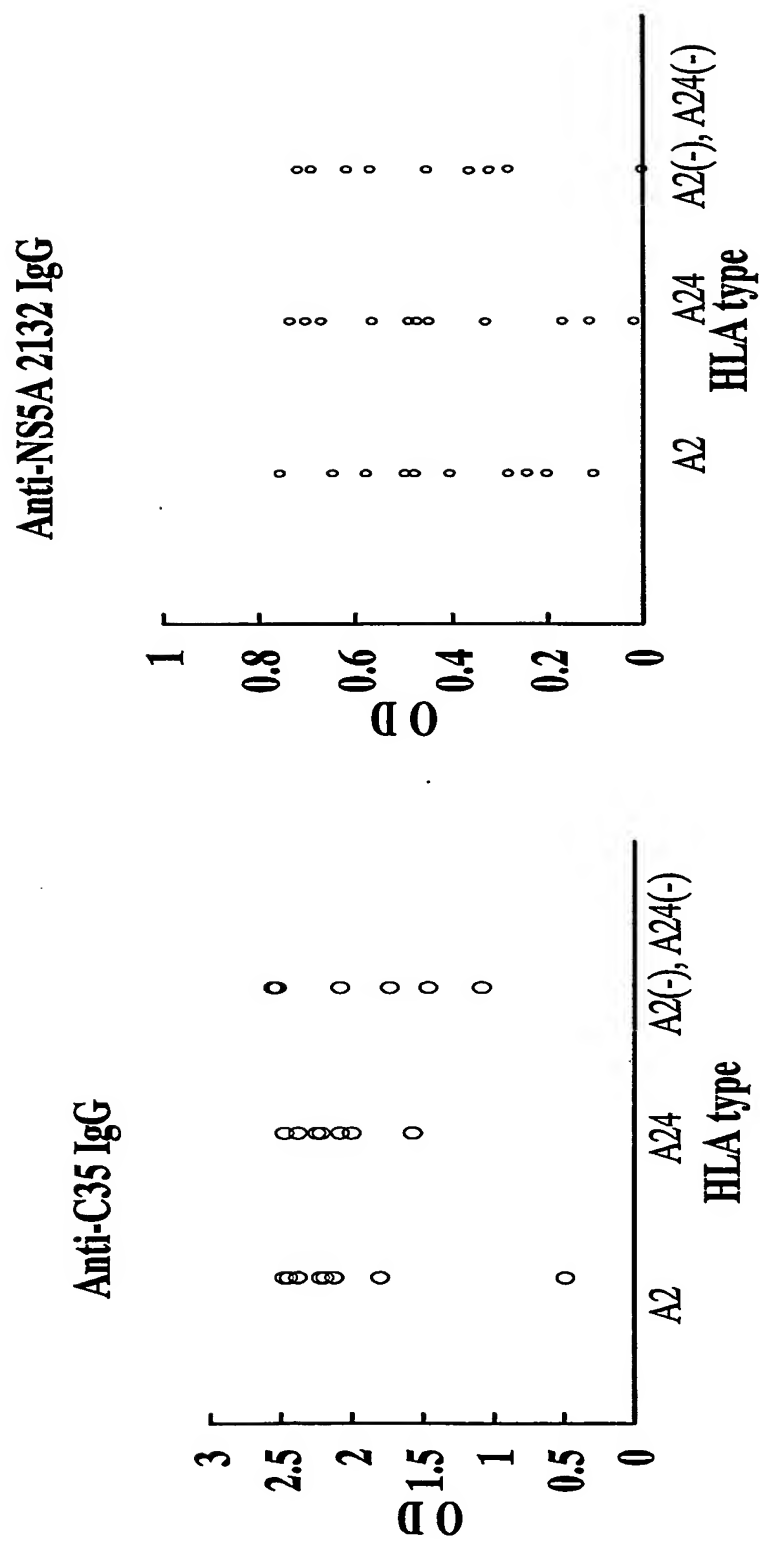 Anti-C35 IgG
3
2.5
2
1.5
1
0.5
0
O D
A2
A24
A2(-), A24(-)
HLA type
Anti-NS5A 2132 IgG
1
0.8
0.6
0.4
0.2
0
O D
A2
A24
A2(-), A24(-)
HLA type